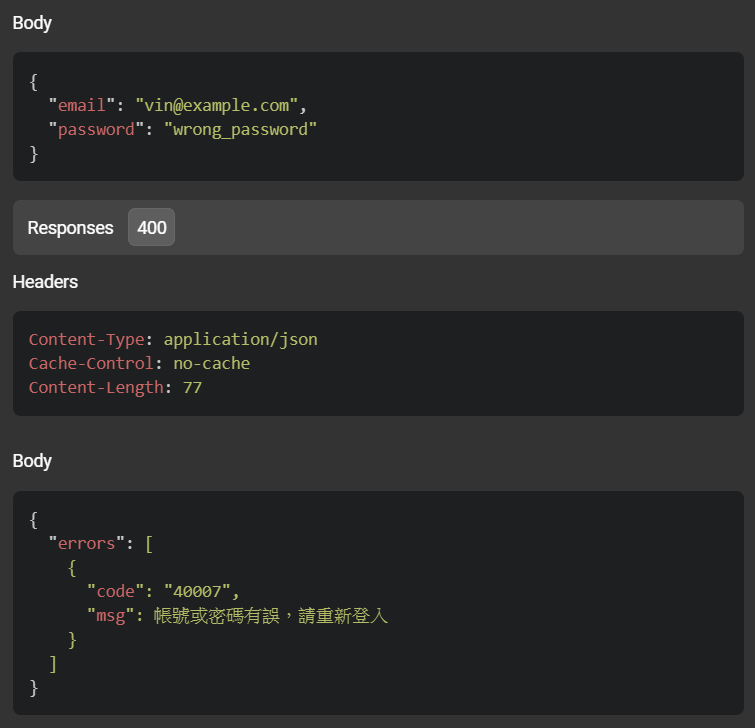 Body
{
  "email": "vin@example.com",
  "password": "wrong_password"
}
Responses 400
Headers
Content-Type: application/json
Cache-Control: no-cache
Content-Length: 77
Body
{
  "errors": [
    {
      "code": "40007",
      "msg": 帳號或密碼有誤，請重新登入
    }
  ]
}